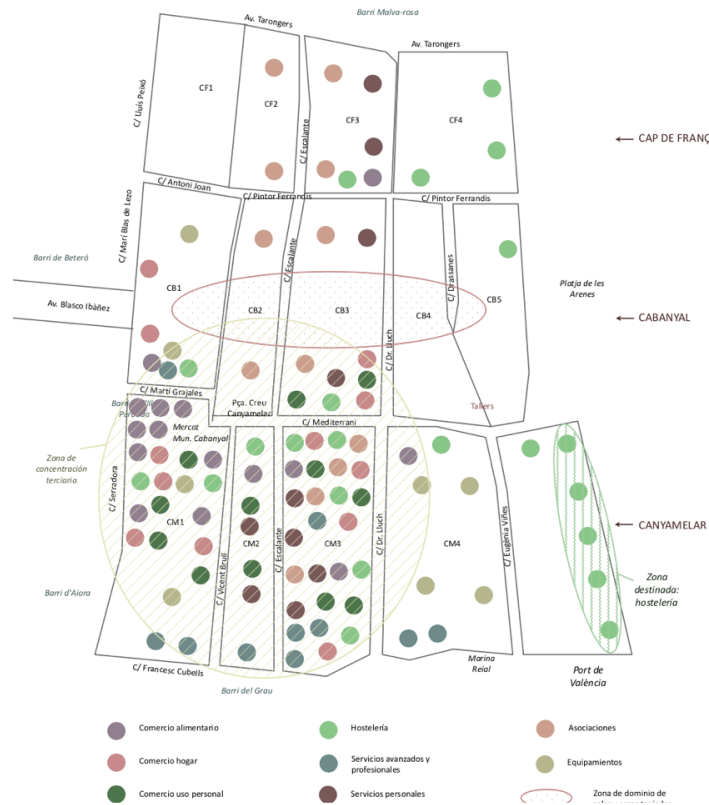 Barri Malva-rosa
Av. Tarongers
Av. Tarongers
C/ Lluís Peixó
CF1
CF2
C/ Escalante
CF3
CF4
CAP DE FRANÇ
C/ Antoni Joan
C/ Pintor Ferrandis
C/ Pintor Ferrandis
C/ Marí Blas de Lezo
Barri de Beteró
C/ Escalante
C/ Drassanes
CB1
CB2
CB3
CB4
CB5
Platja de les
Arenes
Av. Blasco Ibàñez
CABANYAL
C/ Dr. Lluch
C/ Martí Grajales
Pça. Creu
Canyamelar
Tallers
C/ Mediterrani
Mercat
Mun. Cabanyal
Zona de
concentración
terciaria
C/ Serradora
CM1
C/ Vicent Brull
CM2
C/ Escalante
CM3
C/ Dr. Lluch
CM4
C/ Eugènia Viñes
CANYAMELAR
Barri d'Aiora
Zona
destinada:
hostelería
C/ Francesc Cubells
Marina
Reial
Port de
València
Barri del Grau
Comercio alimentario
Hostelería
Asociaciones
Comercio hogar
Servicios avanzados y
profesionales
Equipamientos
Comercio uso personal
Servicios personales
Zona de dominio de